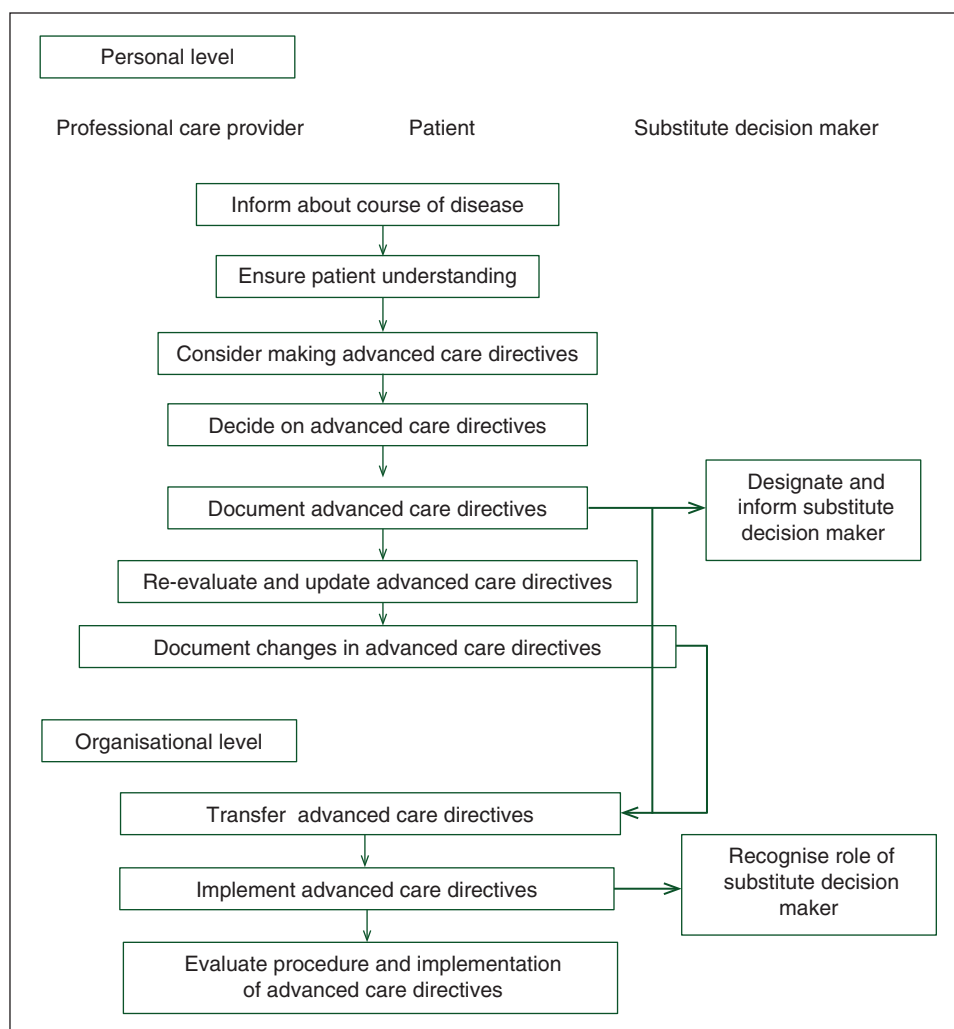 Personal level
Professional care provider
Patient
Substitute decision maker
Inform about course of disease
Ensure patient understanding
Consider making advanced care directives
Decide on advanced care directives
Document advanced care directives
Designate and
inform substitute
decision maker
Re-evaluate and update advanced care directives
Document changes in advanced care directives
Organisational level
Transfer advanced care directives
Implement advanced care directives
Recognise role of
substitute decision
maker
Evaluate procedure and implementation
of advanced care directives